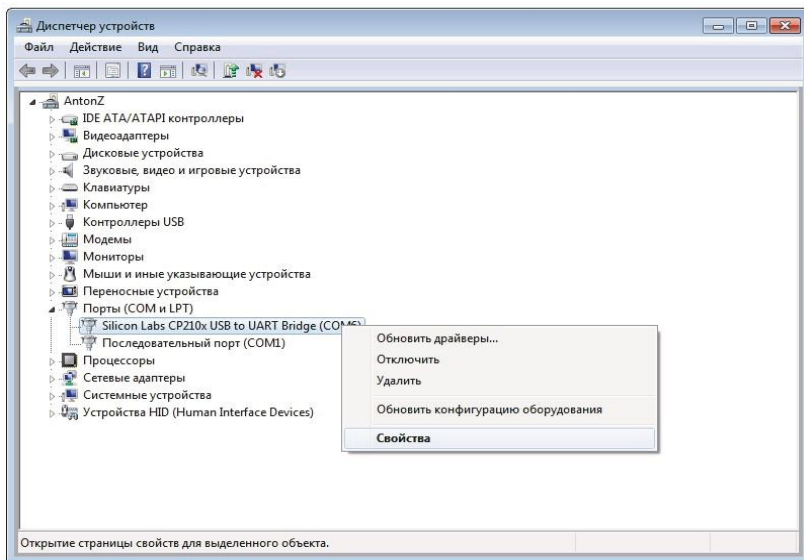 Диспетчер устройств
Файл Действие Вид Справка
AntonZ
IDE ATA/ATAPI контроллеры
Видеоадаптеры
Дисковые устройства
Звуковые, видео и игровые устройства
Клавиатуры
Компьютер
Контроллеры USB
Модемы
Мониторы
Мыши и иные указывающие устройства
Переносные устройства
Порты (COM и LPT)
Silicon Labs CP210x USB to UART Bridge (COM6)
Последовательный порт (COM1)
Процессоры
Сетевые адаптеры
Системные устройства
Устройства HID (Human Interface Devices)
Обновить драйверы...
Отключить
Удалить
Обновить конфигурацию оборудования
Свойства
Открытие страницы свойств для выделенного объекта.